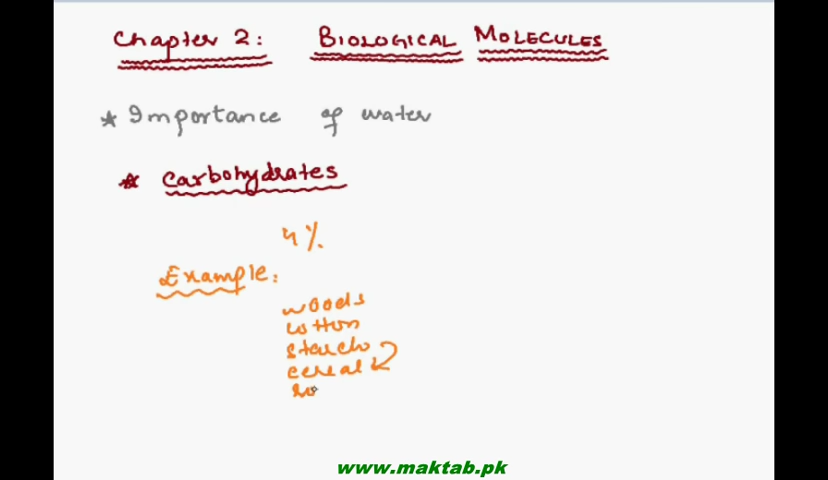 Chapter 2: BIOLOGICAL MOLECULES
* Importance of water
* Carbohydrates
4%
Example:
woods
cotton
starch
cereal
www.maktab.pk